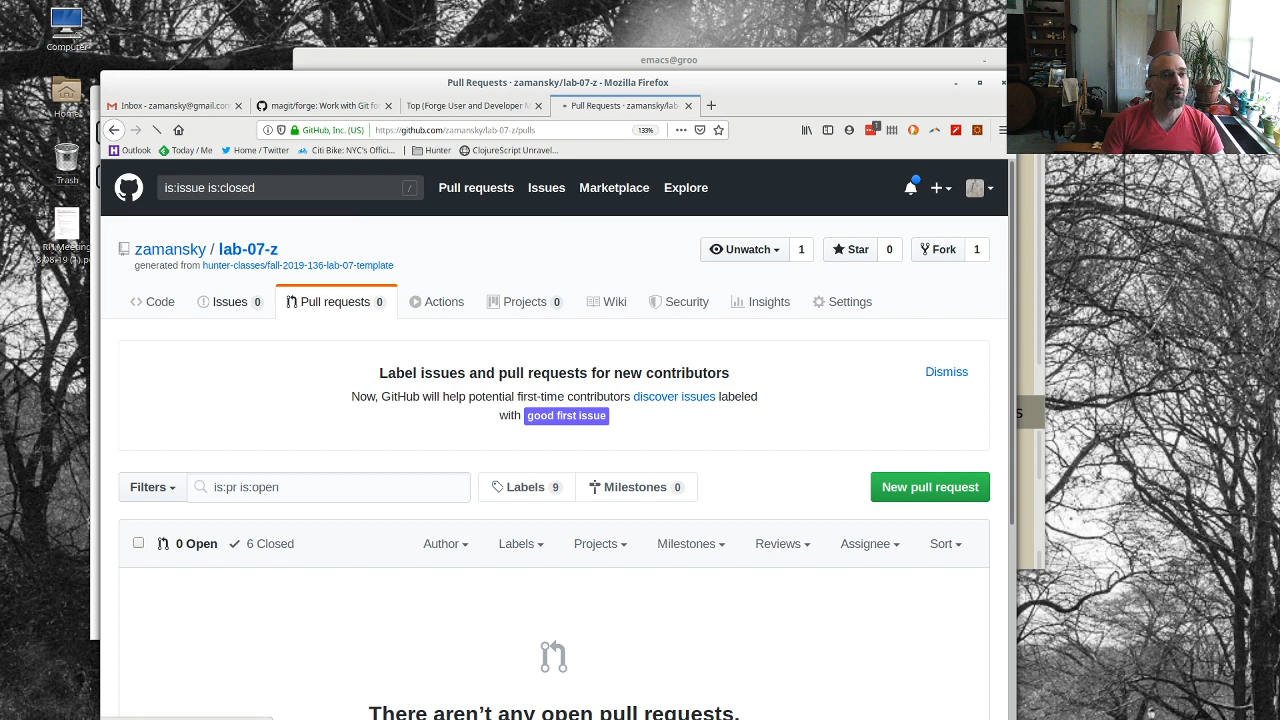 Computer
emacs@groo
Pull Requests · zamansky/lab-07-z - Mozilla Firefox
Home
Inbox - zamansky@gmail.con
magit/forge: Work with Git fo
Top (Forge User and Developer M
Pull Requests · zamansky/lab-
GitHub, Inc. (US)
https://github.com/zamansky/lab-07-z/pulls
133%
1
Outlook
Today / Me
Home / Twitter
Citi Bike: NYC's Offici...
Hunter
ClojureScript Unravel...
Trash
is:issue is:closed
/
Pull requests
Issues
Marketplace
Explore
zamansky / lab-07-z
generated from hunter-classes/fall-2019-136-lab-07-template
Unwatch
1
Star
0
Fork
1
Code
Issues 0
Pull requests 0
Actions
Projects 0
Wiki
Security
Insights
Settings
Label issues and pull requests for new contributors
Dismiss
Now, GitHub will help potential first-time contributors discover issues labeled
with good first issue
Filters
is:pr is:open
Labels 9
Milestones 0
New pull request
0 Open
6 Closed
Author
Labels
Projects
Milestones
Reviews
Assignee
Sort
There aren't any open pull requests.